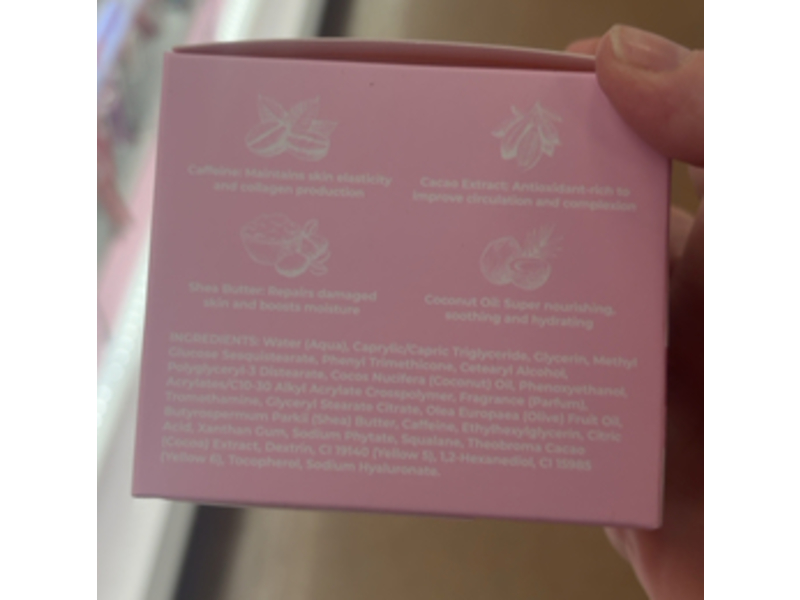 Caffeine: Maintains skin elasticity
and collagen production
Cacao Extract: Antioxidant-rich to
improve circulation and complexion
Shea Butter: Repairs damaged
skin and boosts moisture
Coconut Oil: Super nourishing,
soothing and hydrating
INGREDIENTS: Water (Aqua), Caprylic/Capric Triglyceride, Glycerin, Methyl
Glucose Sesquistearate, Phenyl Trimethicone, Cetearyl Alcohol,
Polyglyceryl-3 Distearate, Cocos Nucifera (Coconut) Oil, Phenoxyethanol,
Acrylates/C10-30 Alkyl Acrylate Crosspolymer, Fragrance (Parfum),
Tromethamine, Glyceryl Stearate Citrate, Olea Europaea (Olive) Fruit Oil,
Butyrospermum Parkii (Shea) Butter, Caffeine, Ethylhexylglycerin, Citric
Acid, Xanthan Gum, Sodium Phytate, Squalane, Theobroma Cacao
(Cocoa) Extract, Dextrin, CI 19140 (Yellow 5), 1,2-Hexanediol, CI 15985
(Yellow 6), Tocopherol, Sodium Hyaluronate.